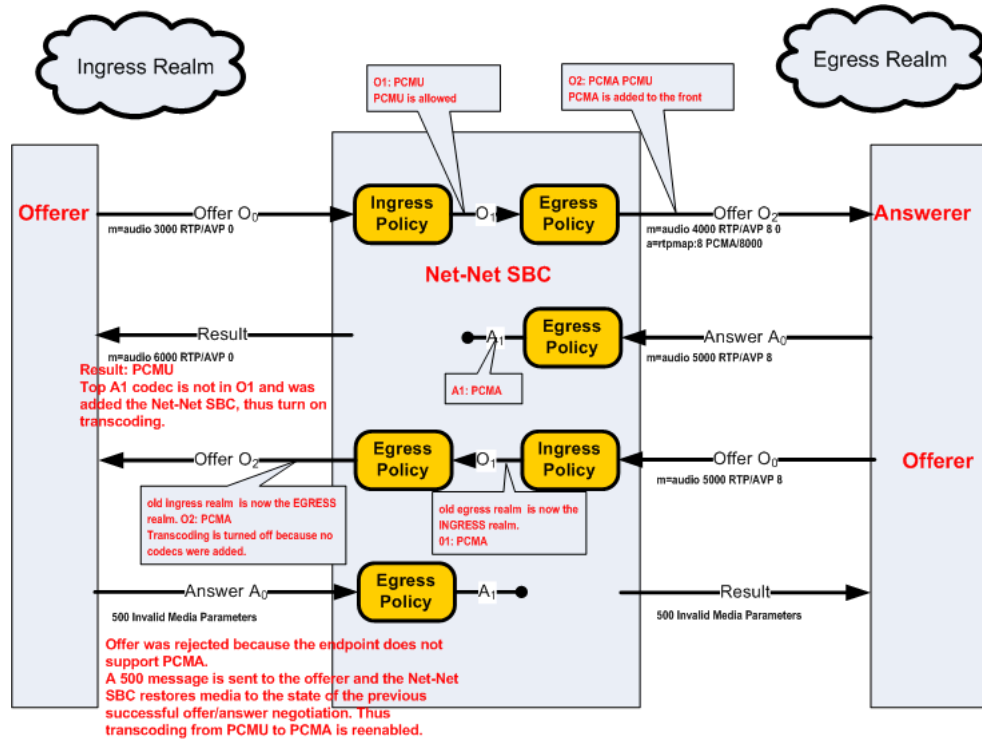 Ingress Realm
Egress Realm
O1: PCMU
PCMU is allowed
O2: PCMA PCMU
PCMA is added to the front
Offerer
Offer O0
m=audio 3000 RTP/AVP 0
Ingress
Policy
O1
Egress
Policy
Offer O2
m=audio 4000 RTP/AVP 8 0
a=rtpmap:8 PCMA/8000
Answerer
Net-Net SBC
Result
m=audio 6000 RTP/AVP 0
A1
Egress
Policy
Answer A0
m=audio 5000 RTP/AVP 8
Result: PCMU
Top A1 codec is not in O1 and was
added the Net-Net SBC, thus turn on
transcoding.
A1: PCMA
Offer O2
Egress
Policy
O1
Ingress
Policy
Offer O0
m=audio 5000 RTP/AVP 8
Offerer
old ingress realm is now the EGRESS
realm. O2: PCMA
Transcoding is turned off because no
codecs were added.
old egress realm is now the
INGRESS realm.
01: PCMA
Answer A0
500 Invalid Media Parameters
Egress
Policy
A1
Result
500 Invalid Media Parameters
Offer was rejected because the endpoint does not
support PCMA.
A 500 message is sent to the offerer and the Net-Net
SBC restores media to the state of the previous
successful offer/answer negotiation. Thus
transcoding from PCMU to PCMA is reenabled.